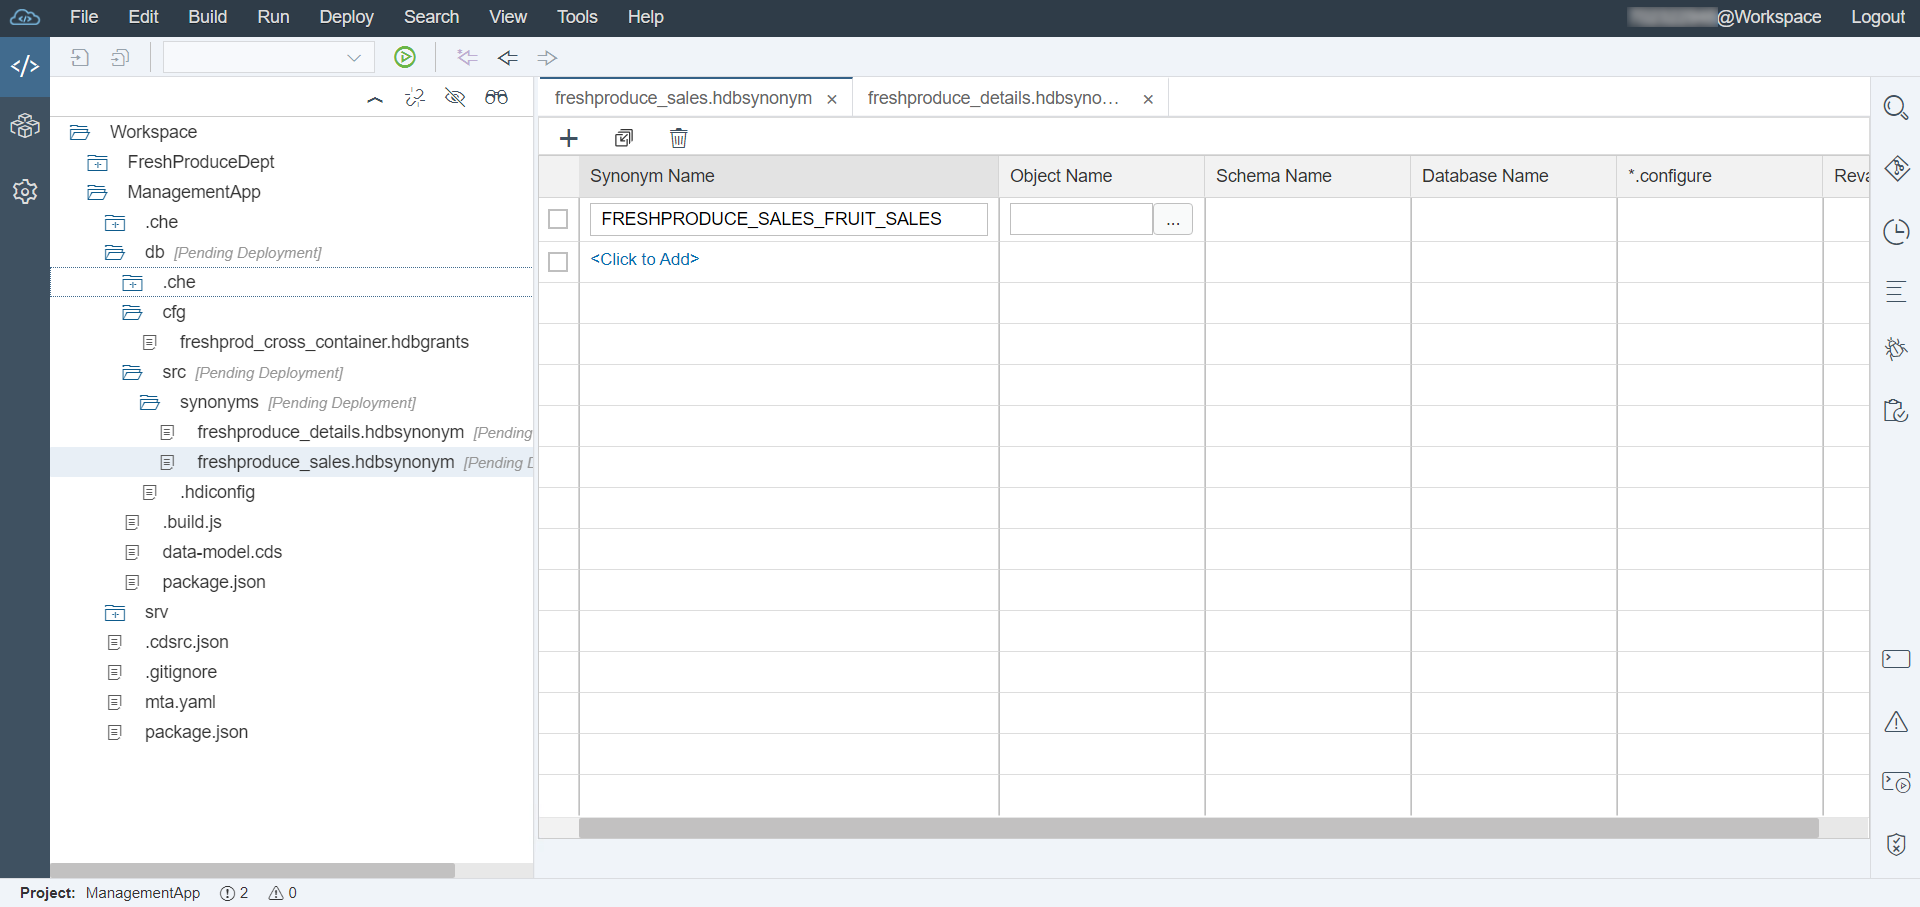 File Edit Build Run Deploy Search View Tools Help @Workspace Logout
freshproduce_sales.hdbsynonym × freshproduce_details.hdbsyno... ×
Workspace
FreshProduceDept
ManagementApp
.che
db [Pending Deployment]
.che
cfg
freshprod_cross_container.hdbgrants
src [Pending Deployment]
synonyms [Pending Deployment]
freshproduce_details.hdbsynonym [Pending
freshproduce_sales.hdbsynonym [Pending D
.hdiconfig
.build.js
data-model.cds
package.json
srv
.cdsrc.json
.gitignore
mta.yaml
package.json
Synonym Name Object Name Schema Name Database Name *.configure Reva
FRESHPRODUCE_SALES_FRUIT_SALES ...
<Click to Add>
Project: ManagementApp 2 0